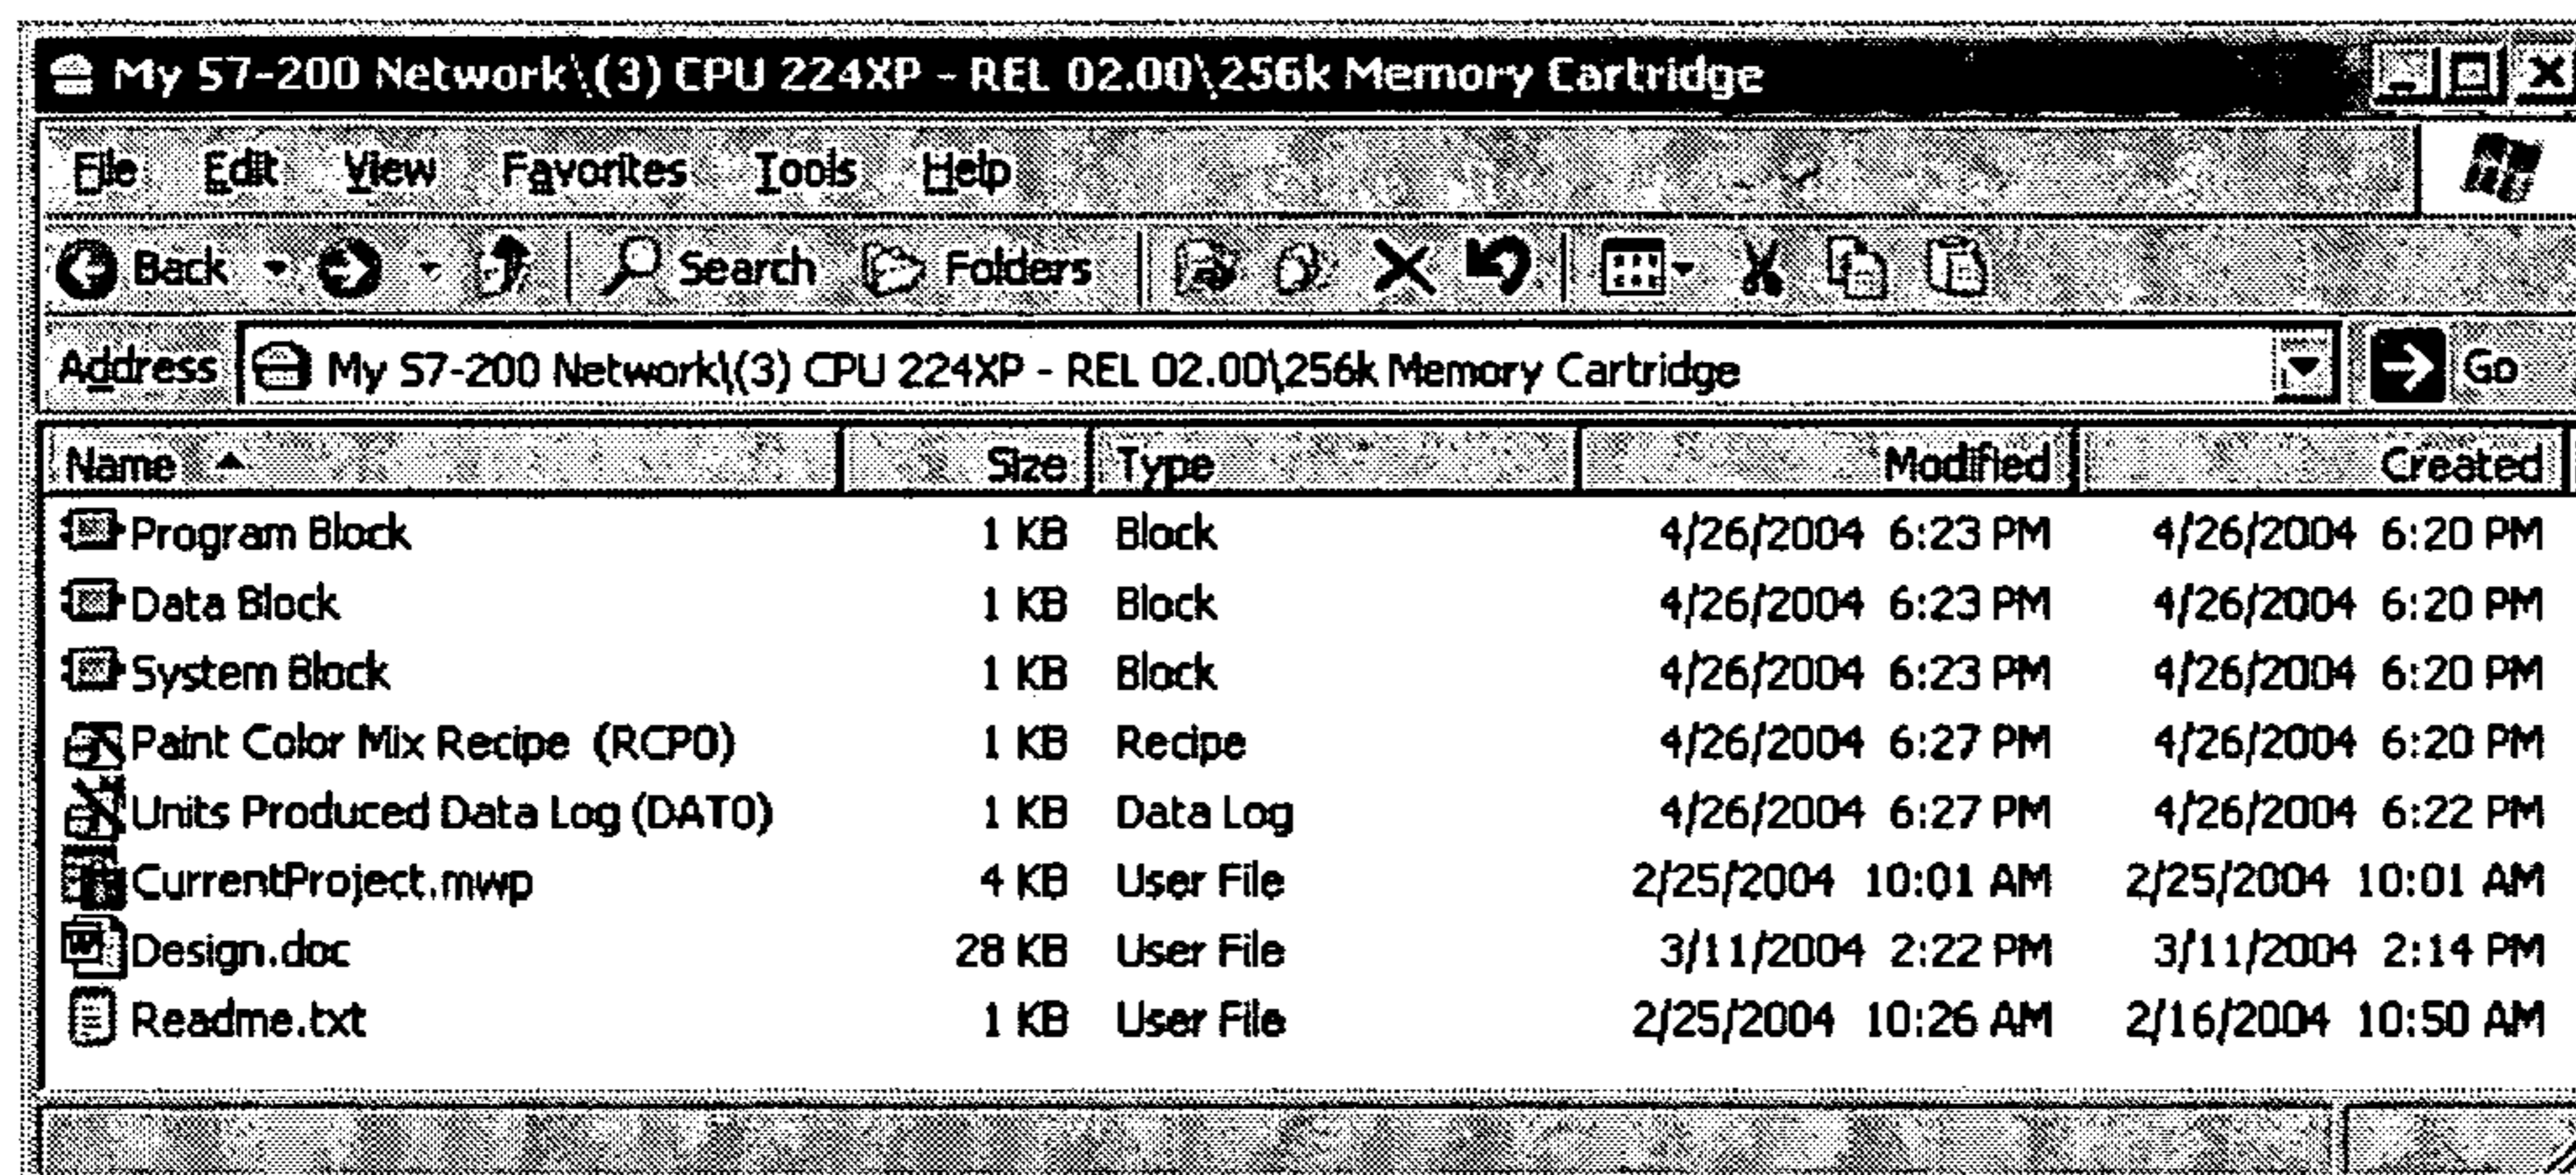 My S7-200 Network\(3) CPU 224XP - REL 02.00\256k Memory Cartridge
File Edit View Favorites Tools Help
Back Search Folders
Address My S7-200 Network\(3) CPU 224XP - REL 02.00\256k Memory Cartridge Go
Name Size Type Modified Created
Program Block 1 KB Block 4/26/2004 6:23 PM 4/26/2004 6:20 PM
Data Block 1 KB Block 4/26/2004 6:23 PM 4/26/2004 6:20 PM
System Block 1 KB Block 4/26/2004 6:23 PM 4/26/2004 6:20 PM
Paint Color Mix Recipe (RCP0) 1 KB Recipe 4/26/2004 6:27 PM 4/26/2004 6:20 PM
Units Produced Data Log (DAT0) 1 KB Data Log 4/26/2004 6:27 PM 4/26/2004 6:22 PM
CurrentProject.mwp 4 KB User File 2/25/2004 10:01 AM 2/25/2004 10:01 AM
Design.doc 28 KB User File 3/11/2004 2:22 PM 3/11/2004 2:14 PM
Readme.txt 1 KB User File 2/25/2004 10:26 AM 2/16/2004 10:50 AM